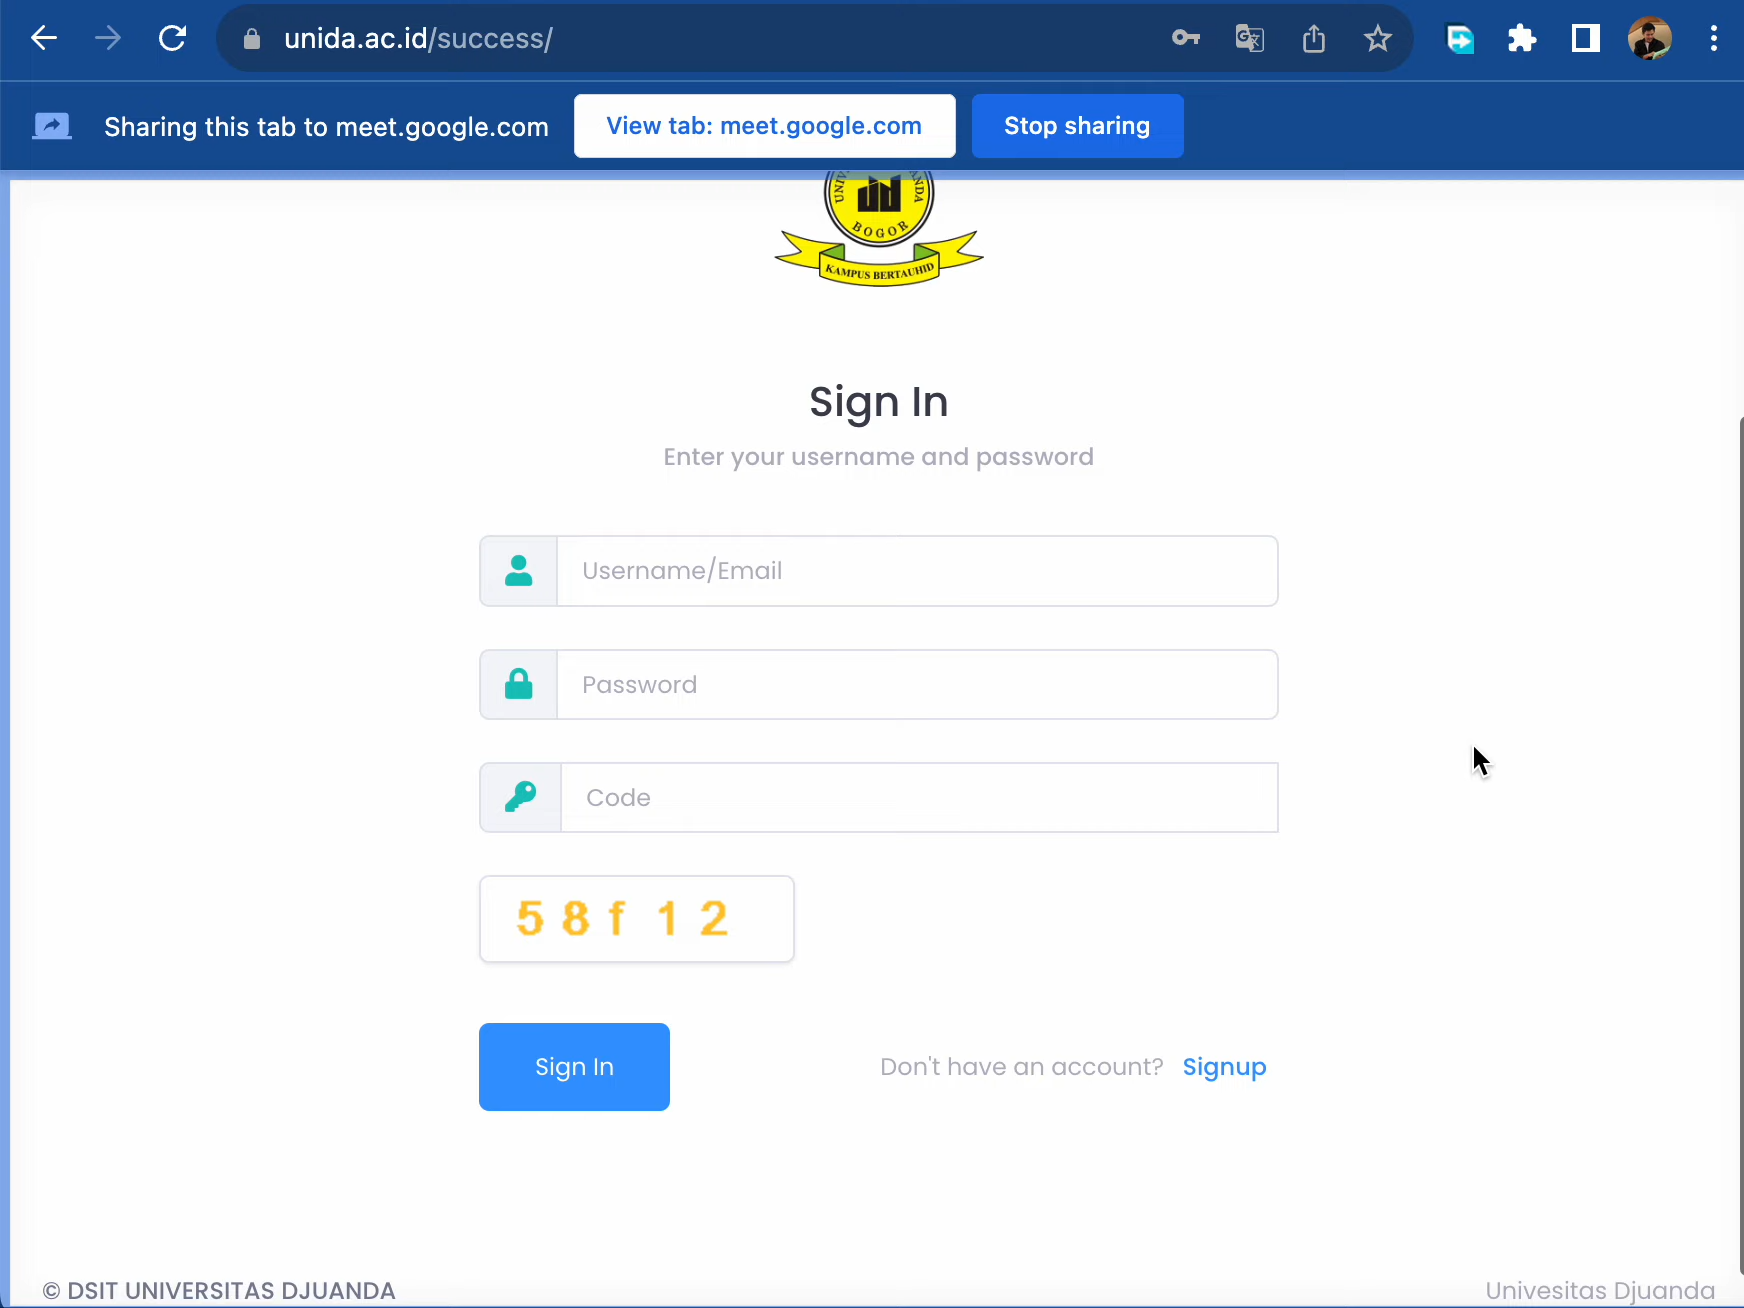 unida.ac.id/success/
Sharing this tab to meet.google.com
View tab: meet.google.com
Stop sharing
BOGOR
KAMPUS BERTAUHID
Sign In
Enter your username and password
Username/Email
Password
Code
58f12
Sign In
Don't have an account? Signup
© DSIT UNIVERSITAS DJUANDA
Univesitas Djuanda